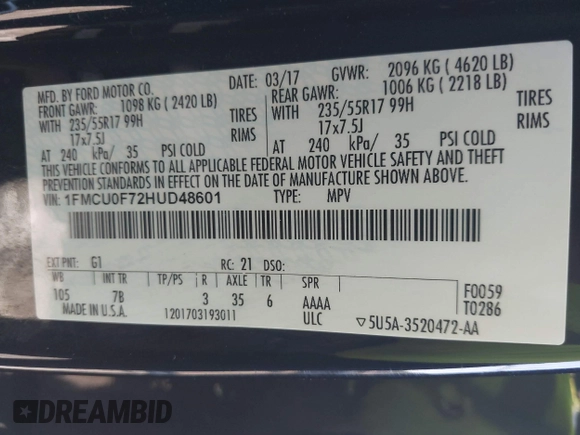 MFD. BY FORD MOTOR CO. DATE: 03/17 GVWR: 2096 KG ( 4620 LB)
FRONT GAWR: 1098 KG ( 2420 LB) REAR GAWR: 1006 KG ( 2218 LB)
WITH 235/55R17 99H TIRES WITH 235/55R17 99H TIRES
17x7.5J RIMS 17x7.5J RIMS
AT 240 kPa/ 35 PSI COLD AT 240 kPa/ 35 PSI COLD
THIS VEHICLE CONFORMS TO ALL APPLICABLE FEDERAL MOTOR VEHICLE SAFETY AND THEFT
PREVENTION STANDARDS IN EFFECT ON THE DATE OF MANUFACTURE SHOWN ABOVE.
VIN: 1FMCU0F72HUD48601 TYPE: MPV
EXT PNT: G1 RC: 21 DSO:
WB INT TR TP/PS R AXLE TR SPR
105 7B 3 35 6 AAAA
F0059
T0286
MADE IN U.S.A. 1201703193011 ULC ▽5U5A-3520472-AA
DREAMBID